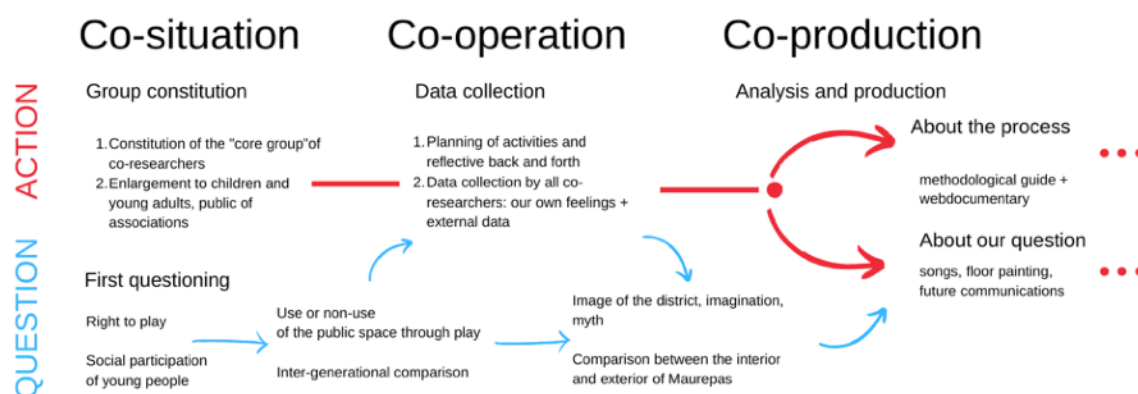 Co-situation
Co-operation
Co-production
ACTION
Group constitution
1.Constitution of the "core group"of
co-researchers
2.Enlargement to children and
young adults, public of
associations
Data collection
1.Planning of activities and
reflective back and forth
2.Data collection by all co-
researchers: our own feelings +
external data
Analysis and production
About the process
methodological guide +
webdocumentary
About our question
songs, floor painting,
future communications
QUESTION
First questioning
Right to play
Social participation
of young people
Use or non-use
of the public space through play
Inter-generational comparison
Image of the district, imagination,
myth
Comparison between the interior
and exterior of Maurepas